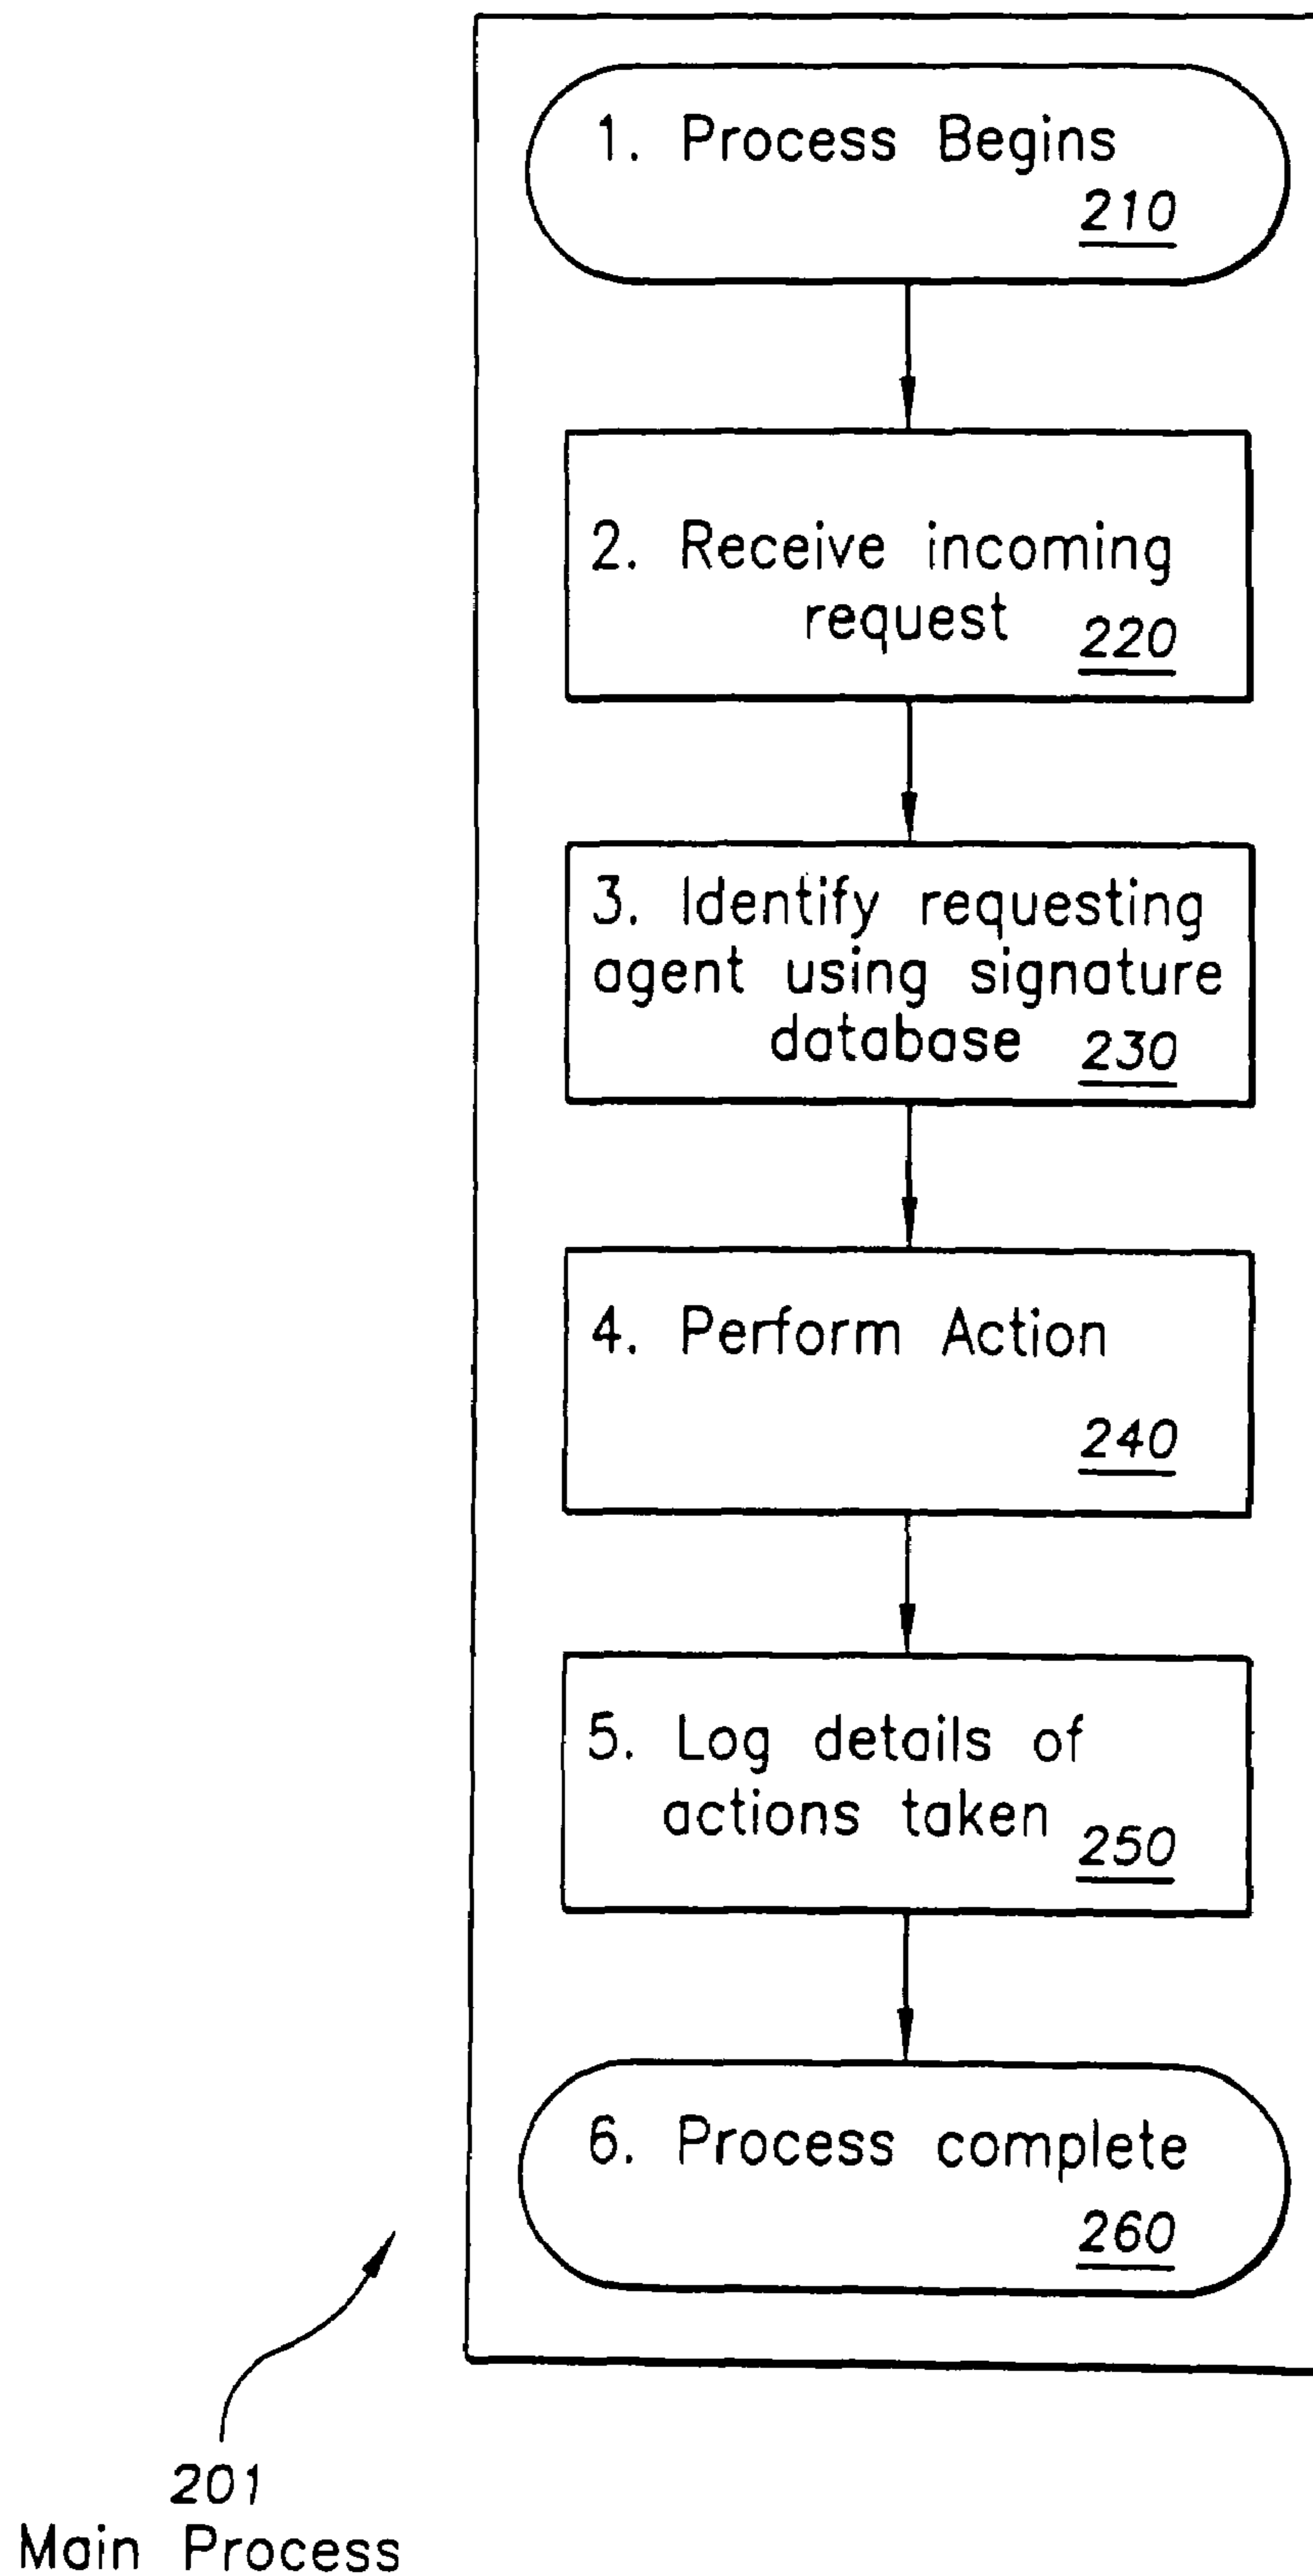 1. Process Begins
210
2. Receive incoming
request 220
3. Identify requesting
agent using signature
database 230
4. Perform Action
240
5. Log details of
actions taken 250
6. Process complete
260
201
Main Process